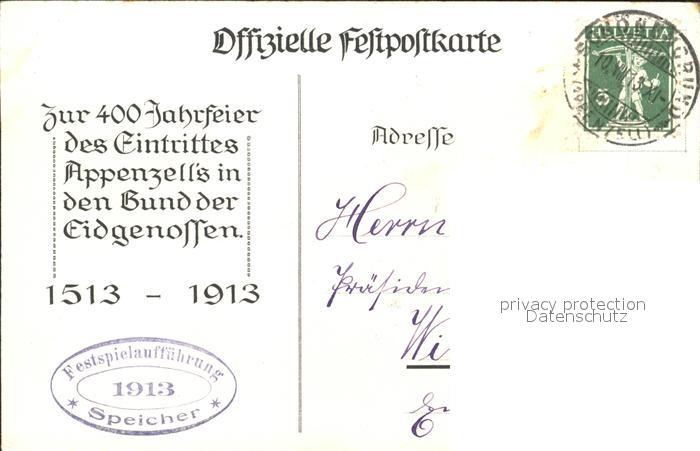 Offizielle Festpostkarte
HELVETIA
Zur 400 Jahrfeier
des Eintrittes
Appenzell's in
den Bund der
Eidgenossen.
1513 – 1913
Adresse
Herrn
Präsiden
Wi
privacy protection
Datenschutz
Festspielaufführung
1913
* Speicher *